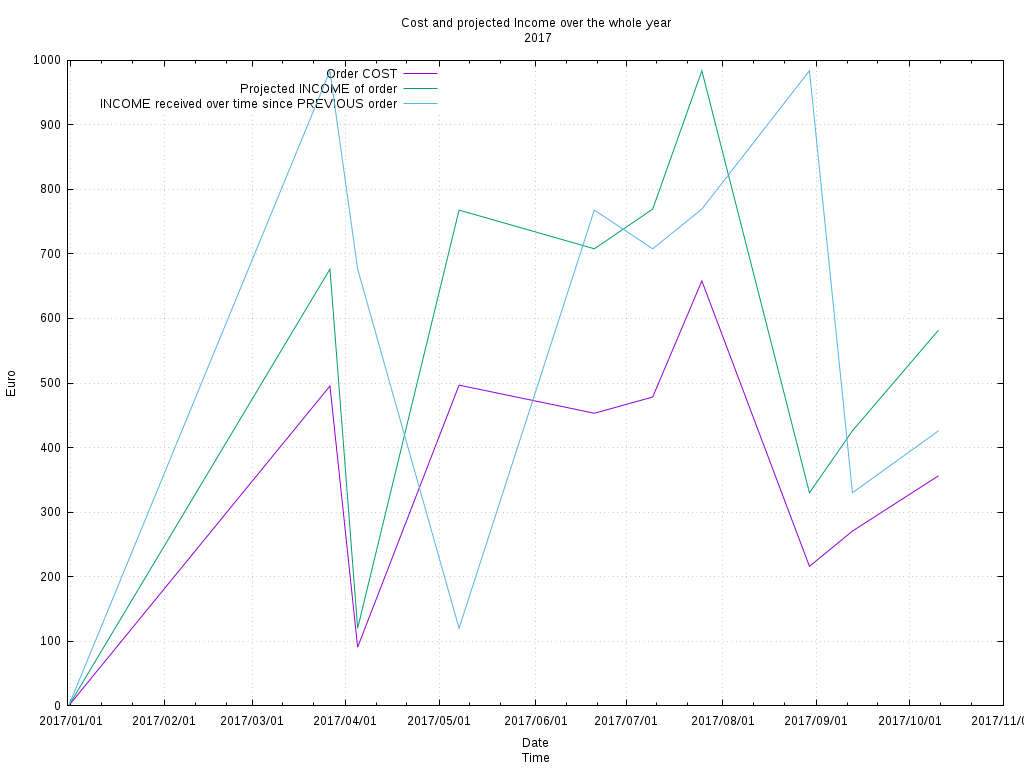 Cost and projected Income over the whole year
2017
Order COST
Projected INCOME of order
INCOME received over time since PREVIOUS order
1000
900
800
700
600
500
400
300
200
100
0
Euro
2017/01/01 2017/02/01 2017/03/01 2017/04/01 2017/05/01 2017/06/01 2017/07/01 2017/08/01 2017/09/01 2017/10/01 2017/11/0
Date
Time